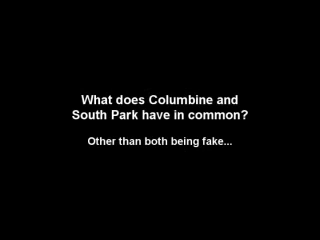 What does Columbine and
South Park have in common?
Other than both being fake...